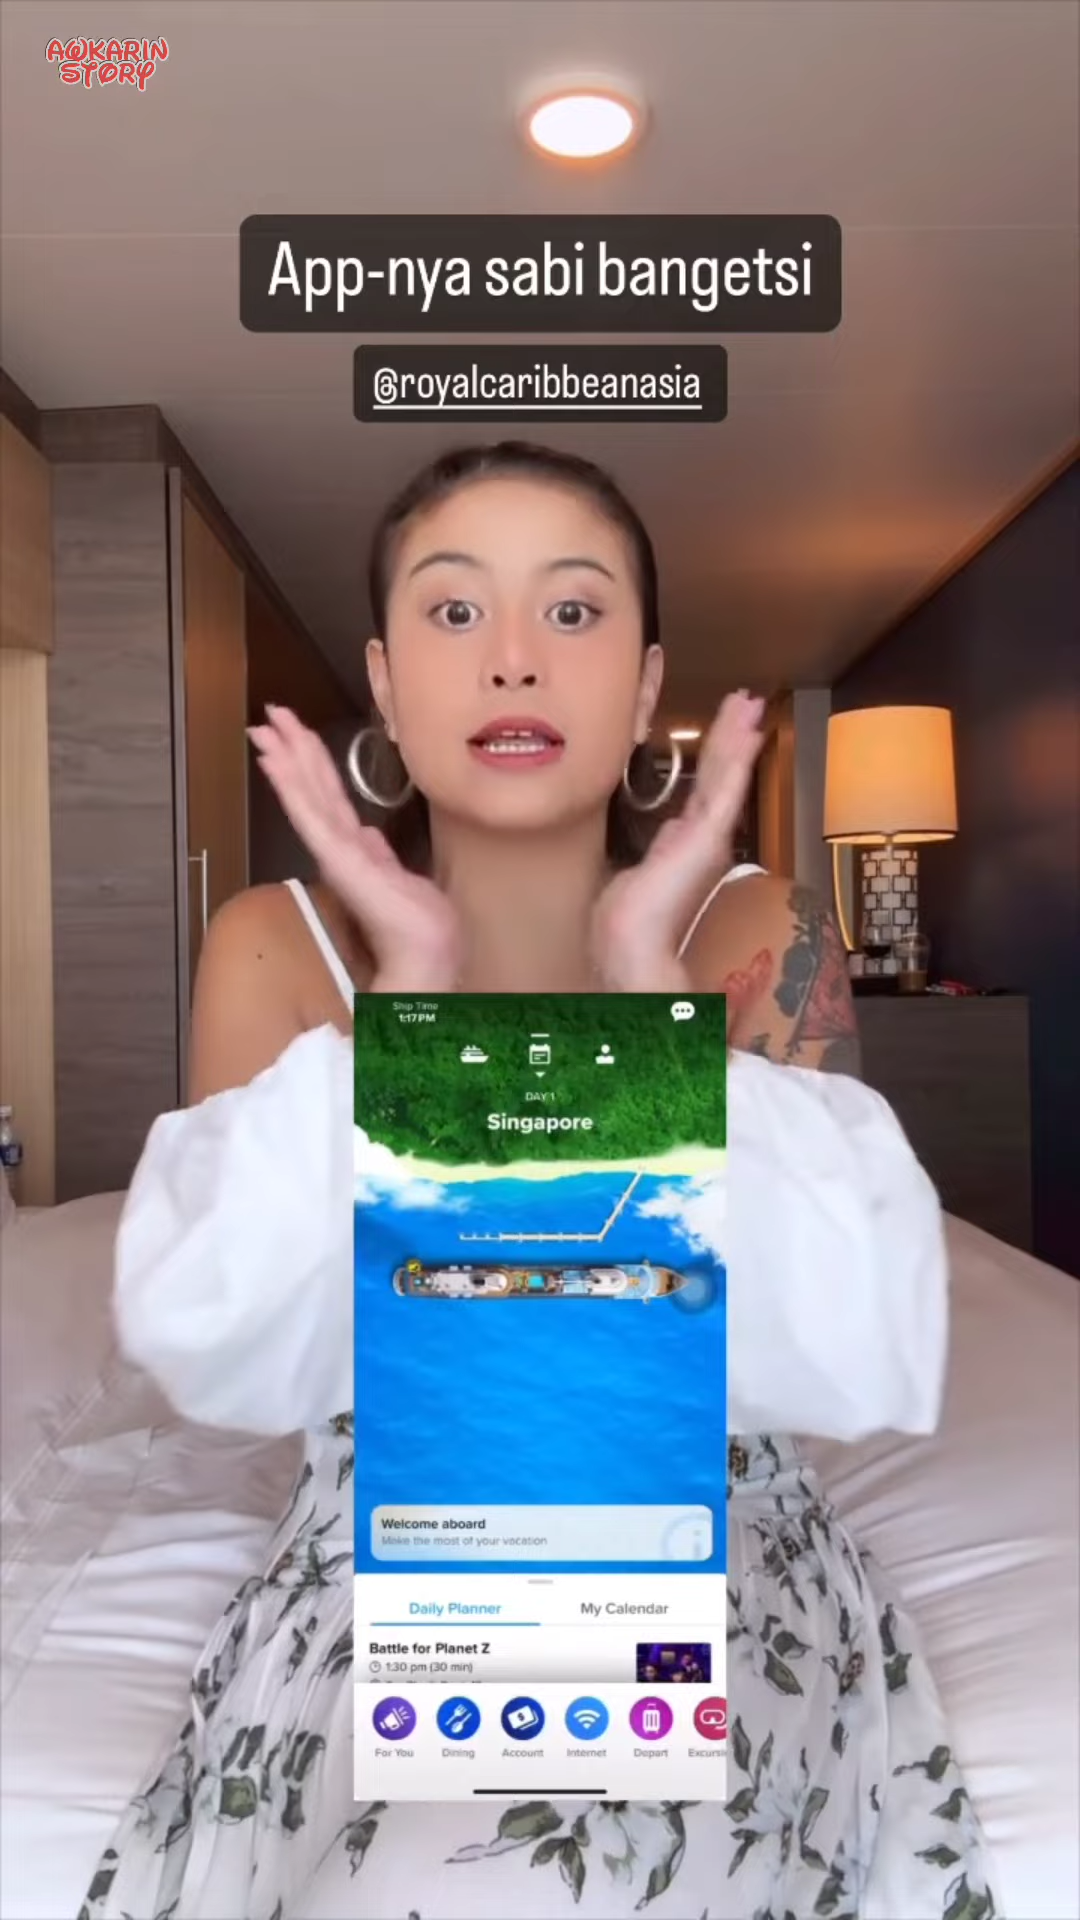 AWKARIN
STORY
App-nya sabi bangetsi
@royalcaribbeanasia
Ship Time
1:17PM
DAY 1
Singapore
Welcome aboard
Make the most of your vacation
Daily Planner
My Calendar
Battle for Planet Z
1:30 pm (30 min)
For You
Dining
Account
Internet
Depart
Excursi